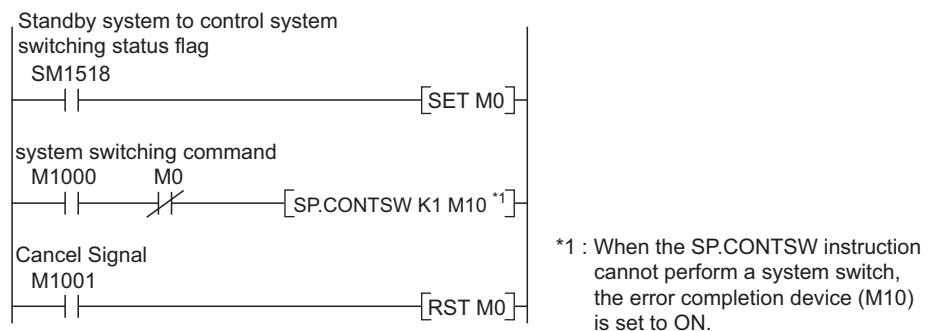 Standby system to control system
switching status flag
SM1518
SET M0
system switching command
M1000 M0
SP.CONTSW K1 M10 *1
Cancel Signal
M1001
RST M0
*1 : When the SP.CONTSW instruction
cannot perform a system switch,
the error completion device (M10)
is set to ON.